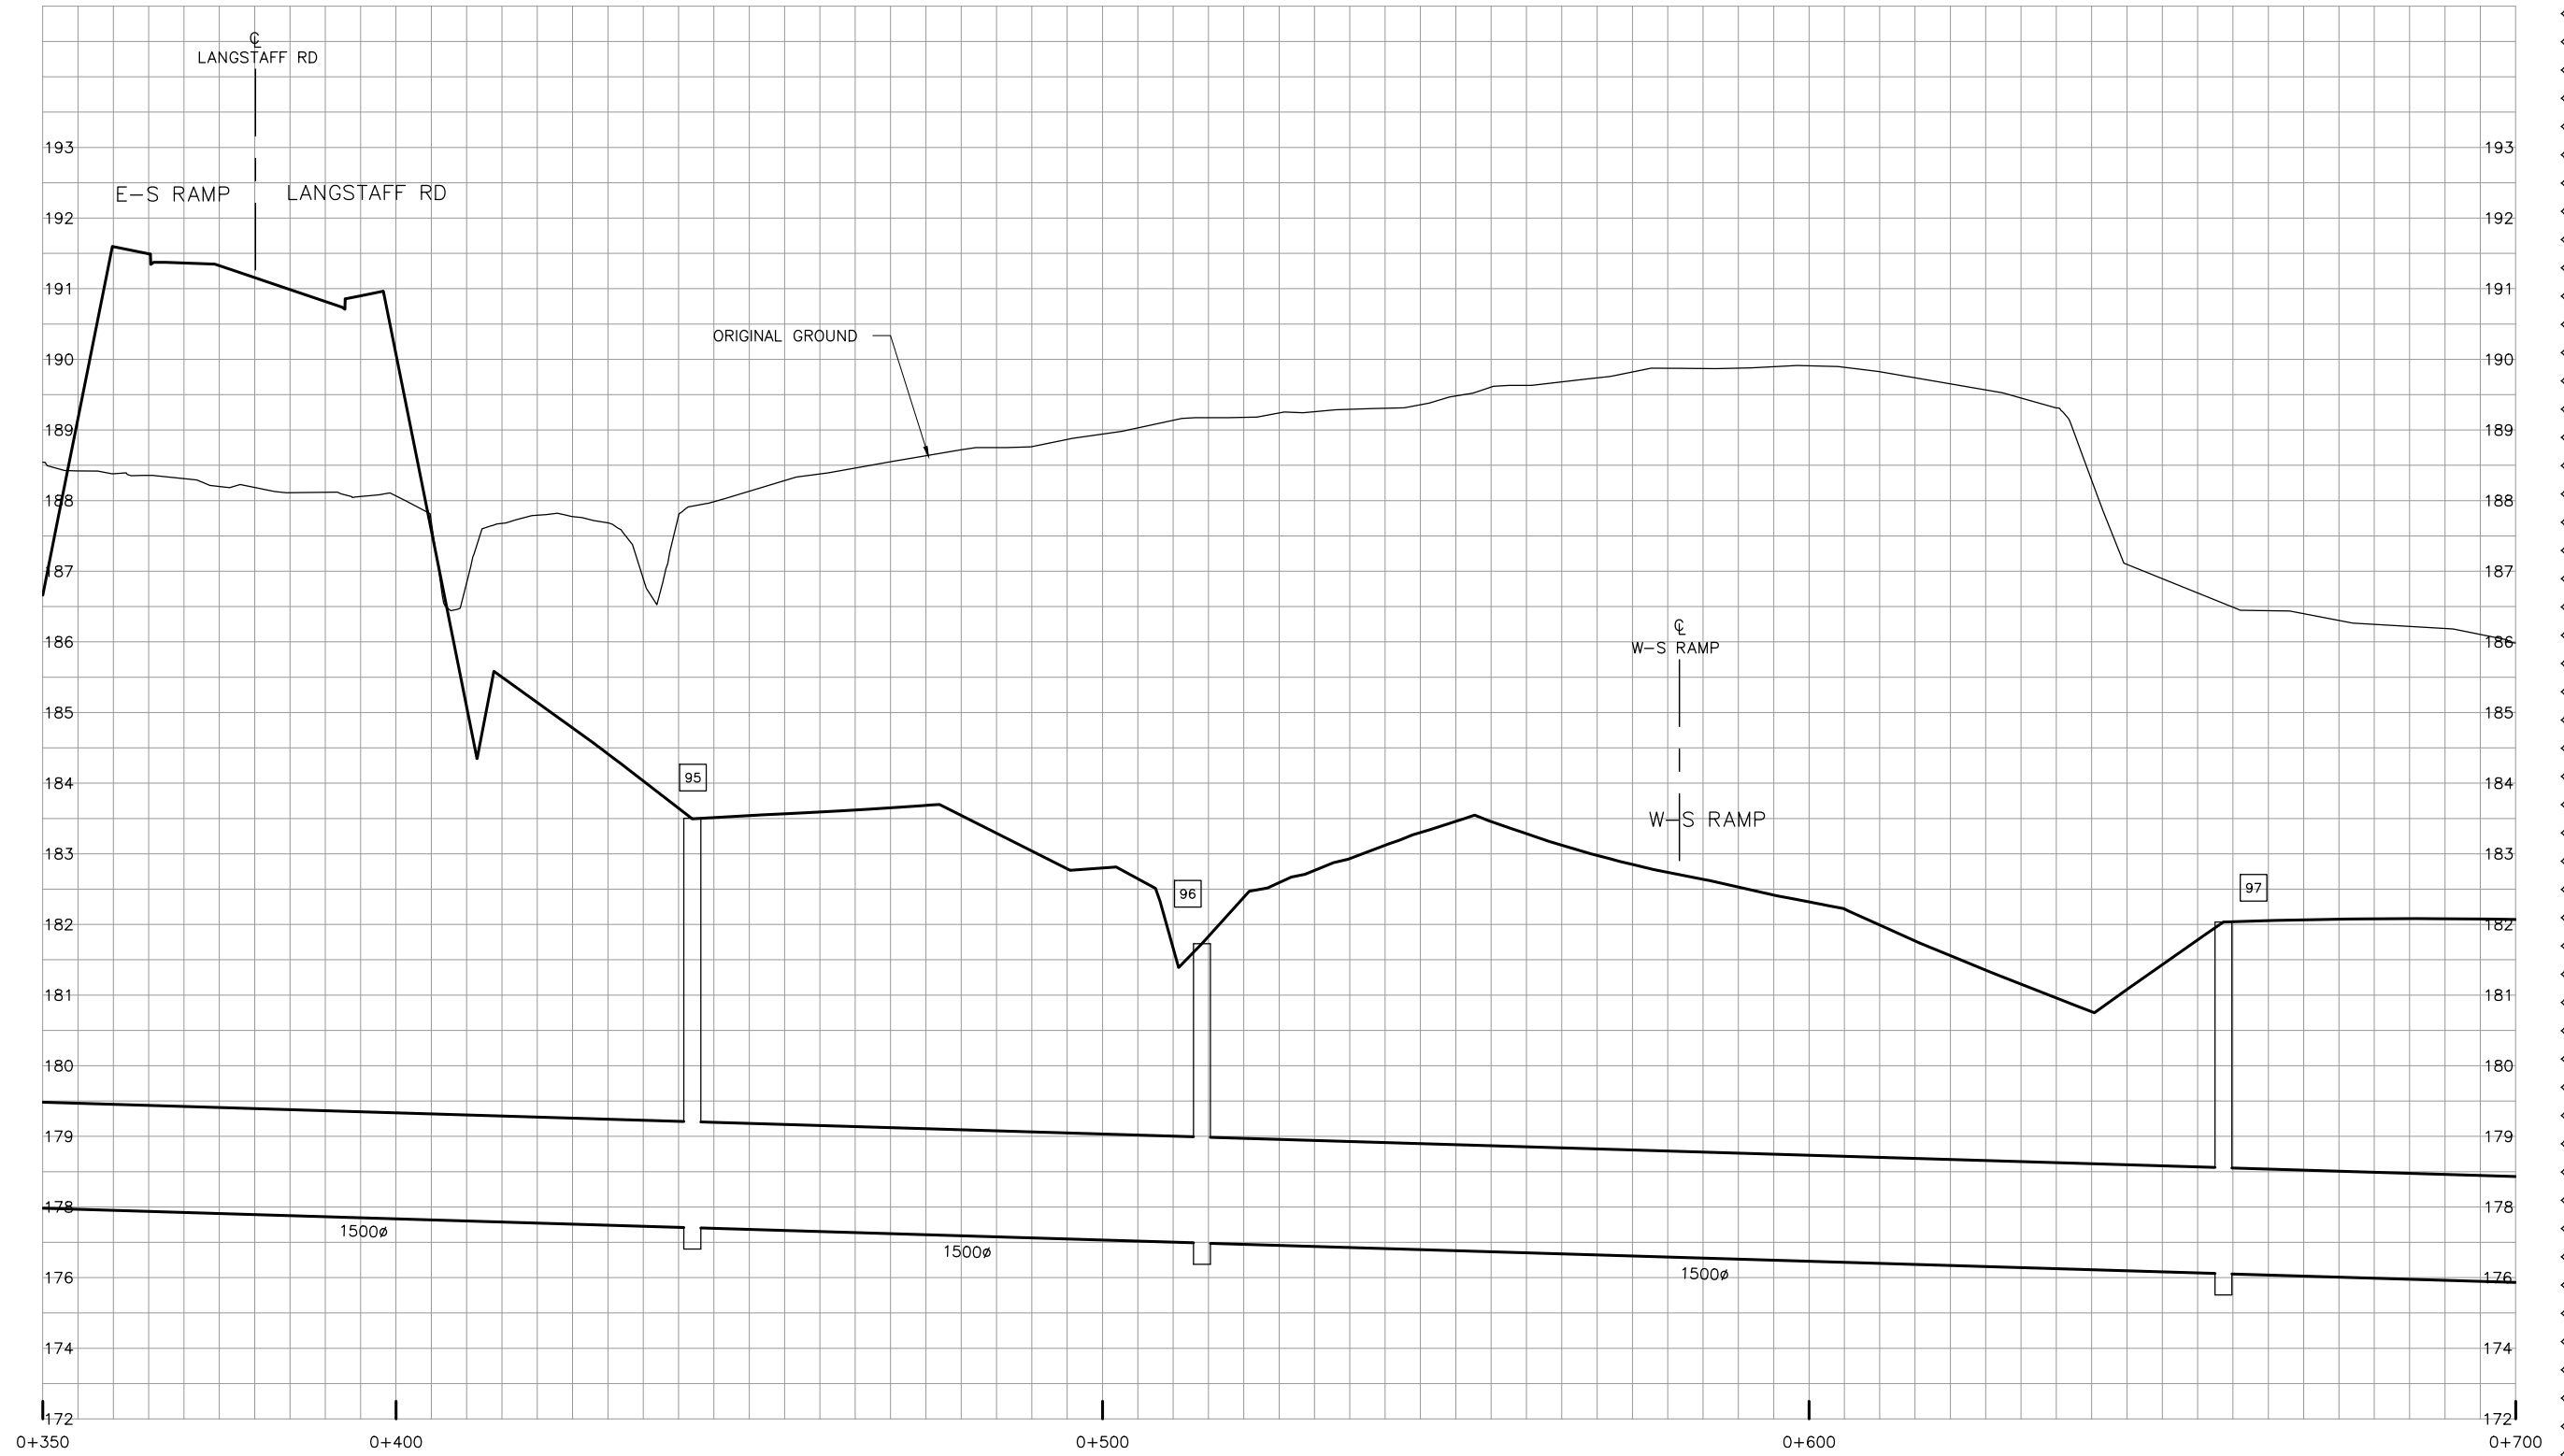 ℄
LANGSTAFF RD
193 193
E-S RAMP LANGSTAFF RD
192 192
191 191
ORIGINAL GROUND
190 190
189 189
188 188
187 187
℄
186 186
W-S RAMP
185 185
95
184 184
W-S RAMP
183 183
96 97
182 182
181 181
180 180
179 179
178 178
1500ø
1500ø
1500ø
176 176
174 174
172 172
0+350 0+400 0+500 0+600 0+700